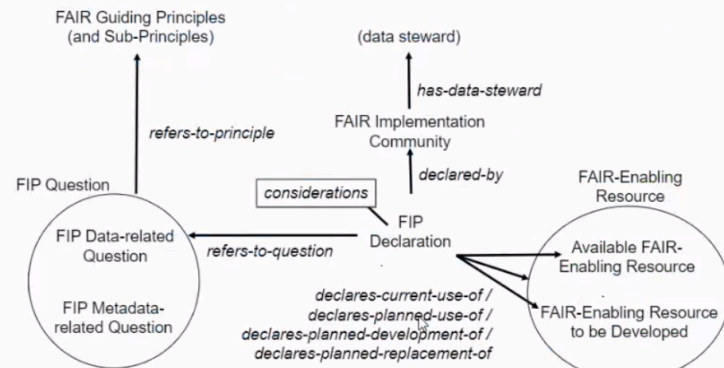 FAIR Guiding Principles
(and Sub-Principles)
(data steward)
has-data-steward
FAIR Implementation
Community
refers-to-principle
declared-by
FIP Question
considerations
FAIR-Enabling
Resource
FIP
Declaration
FIP Data-related
Question
refers-to-question
Available FAIR-
Enabling Resource
FIP Metadata-
related Question
declares-current-use-of /
declares-planned-use-of /
declares-planned-development-of /
declares-planned-replacement-of
FAIR-Enabling Resource
to be Developed